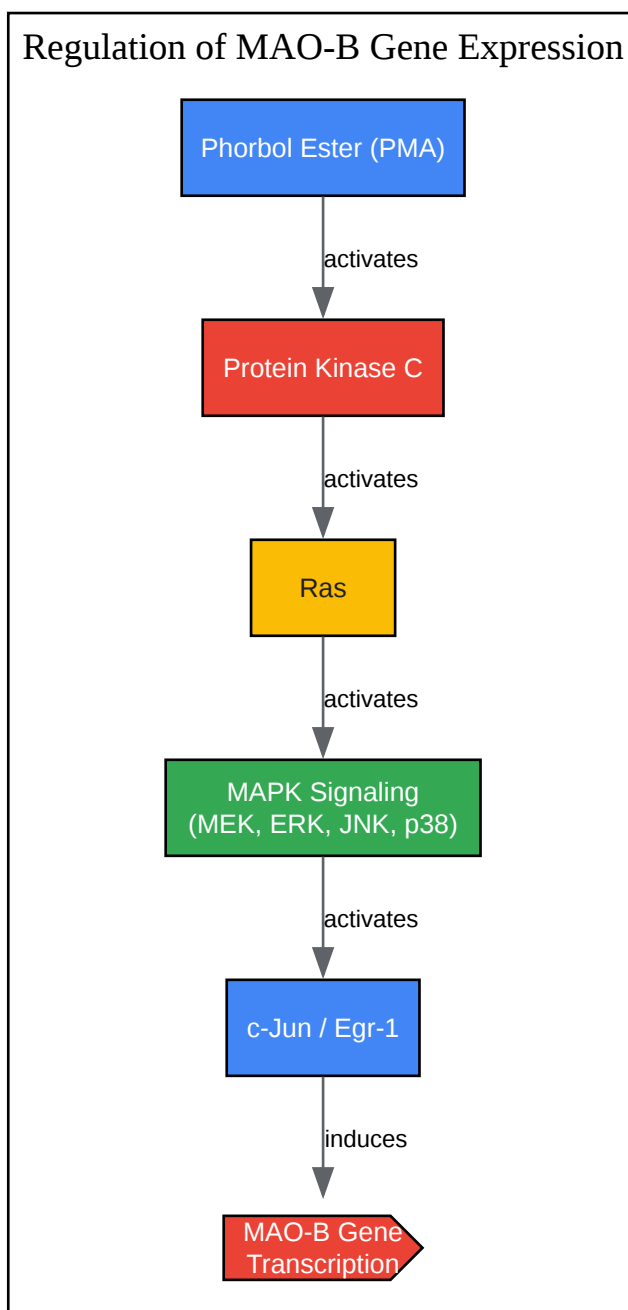 Regulation of MAO-B Gene Expression
Phorbol Ester (PMA)
activates
Protein Kinase C
activates
Ras
activates
MAPK Signaling
(MEK, ERK, JNK, p38)
activates
c-Jun / Egr-1
induces
MAO-B Gene
Transcription